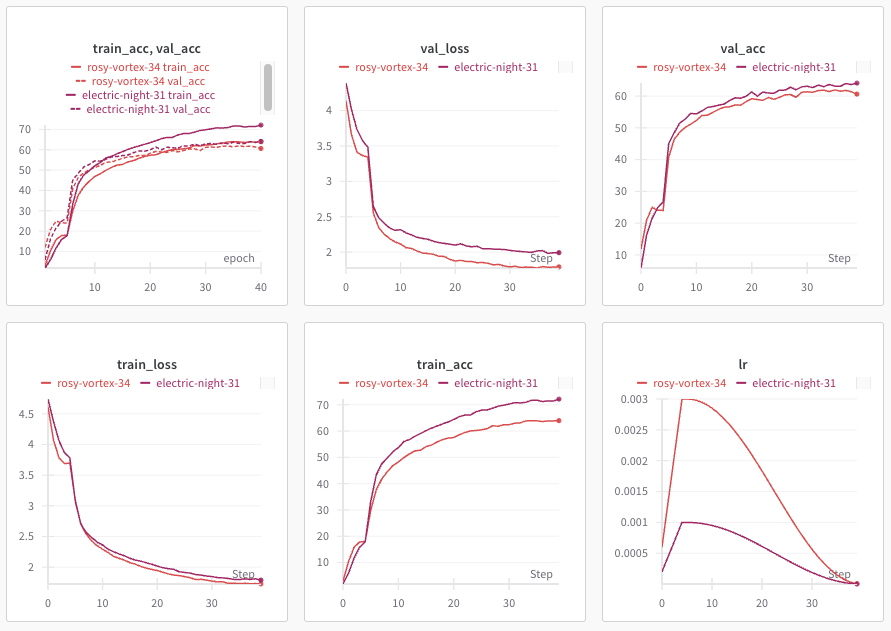 train_acc, val_acc
rosy-vortex-34 train_acc
rosy-vortex-34 val_acc
electric-night-31 train_acc
electric-night-31 val_acc
70
60
50
40
30
20
10
epoch
10 20 30 40
val_loss
rosy-vortex-34 electric-night-31
4
3.5
3
2.5
2
Step
0 10 20 30
val_acc
rosy-vortex-34 electric-night-31
60
50
40
30
20
10
Step
0 10 20 30
train_loss
rosy-vortex-34 electric-night-31
4.5
4
3.5
3
2.5
2
Step
0 10 20 30
train_acc
rosy-vortex-34 electric-night-31
70
60
50
40
30
20
10
Step
0 10 20 30
lr
rosy-vortex-34 electric-night-31
0.003
0.0025
0.002
0.0015
0.001
0.0005
Step
0 10 20 30